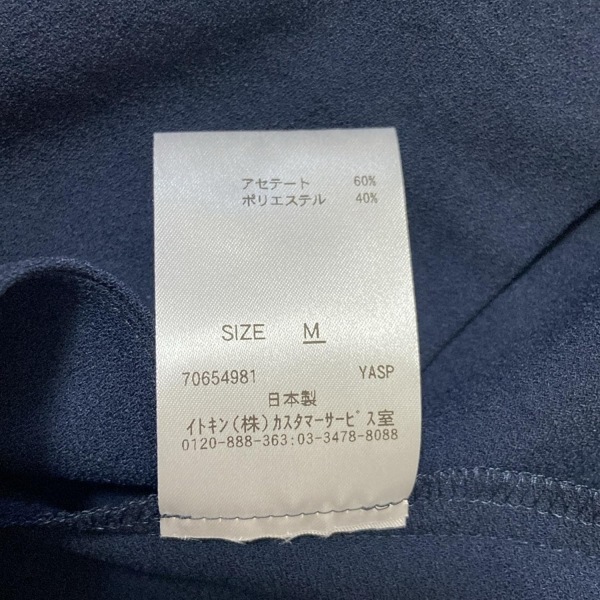 アセテート 60%
ポリエステル 40%
SIZE M
70654981 YASP
日本製
イトキン(株)カスタマーサービス室
0120-888-363:03-3478-8088